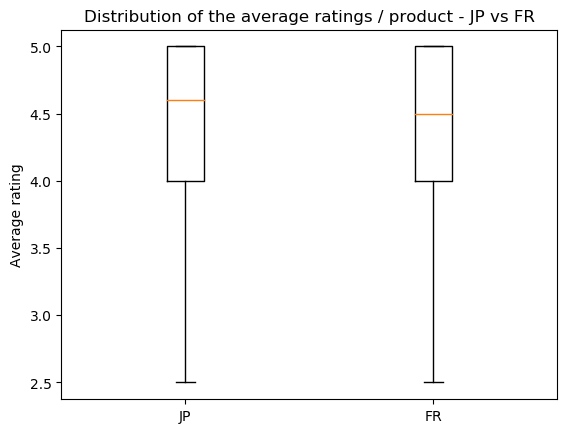 Distribution of the average ratings / product - JP vs FR
Average rating
5.0
4.5
4.0
3.5
3.0
2.5
JP FR